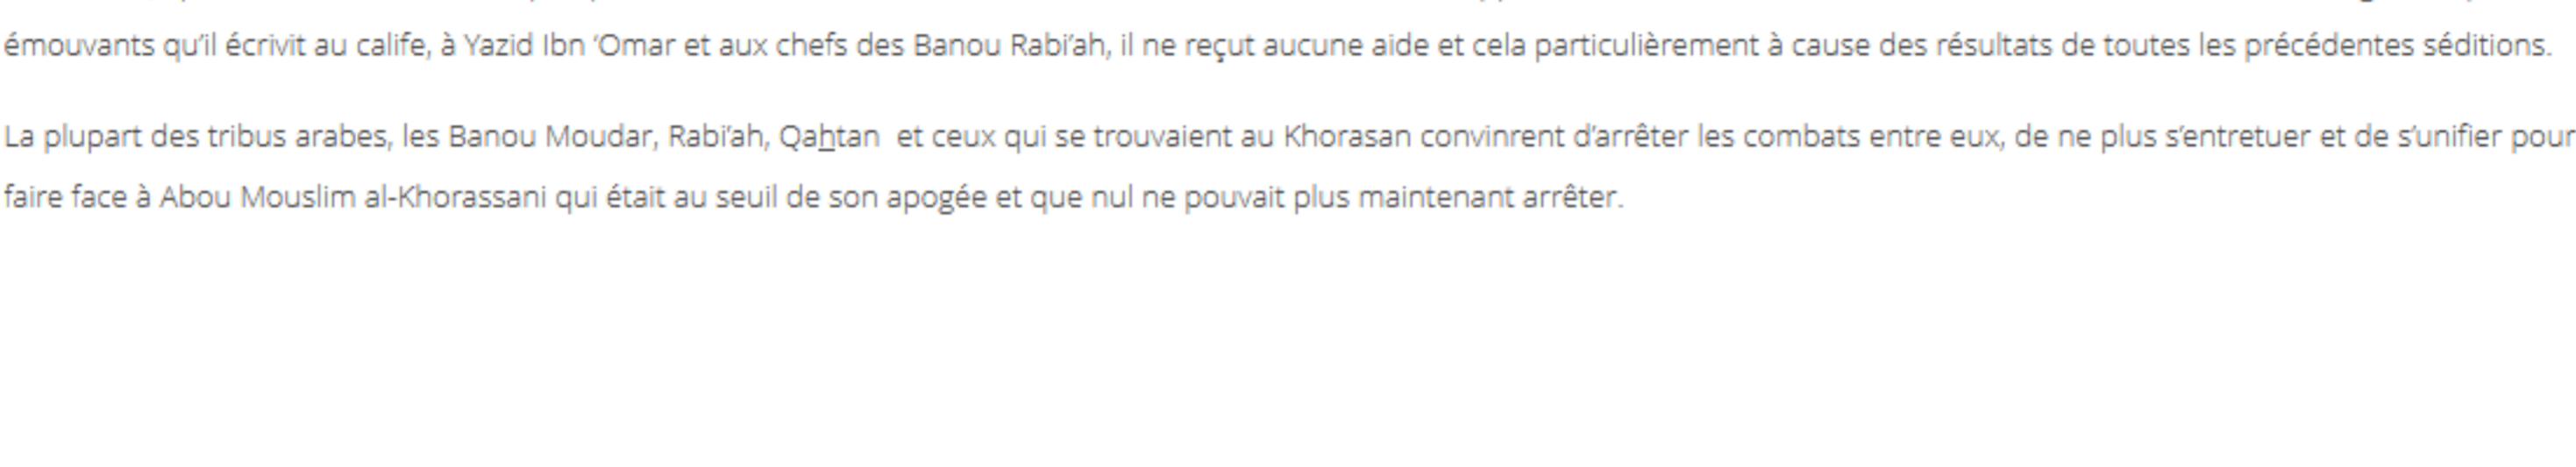 émouvants qu’il écrivit au calife, à Yazid Ibn ‘Omar et aux chefs des Banou Rabi’ah, il ne reçut aucune aide et cela particulièrement à cause des résultats de toutes les précédentes séditions.
La plupart des tribus arabes, les Banou Moudar, Rabi’ah, Qahtan  et ceux qui se trouvaient au Khorasan convinrent d’arrêter les combats entre eux, de ne plus s’entretuer et de s’unifier pour
faire face à Abou Mouslim al-Khorassani qui était au seuil de son apogée et que nul ne pouvait plus maintenant arrêter.